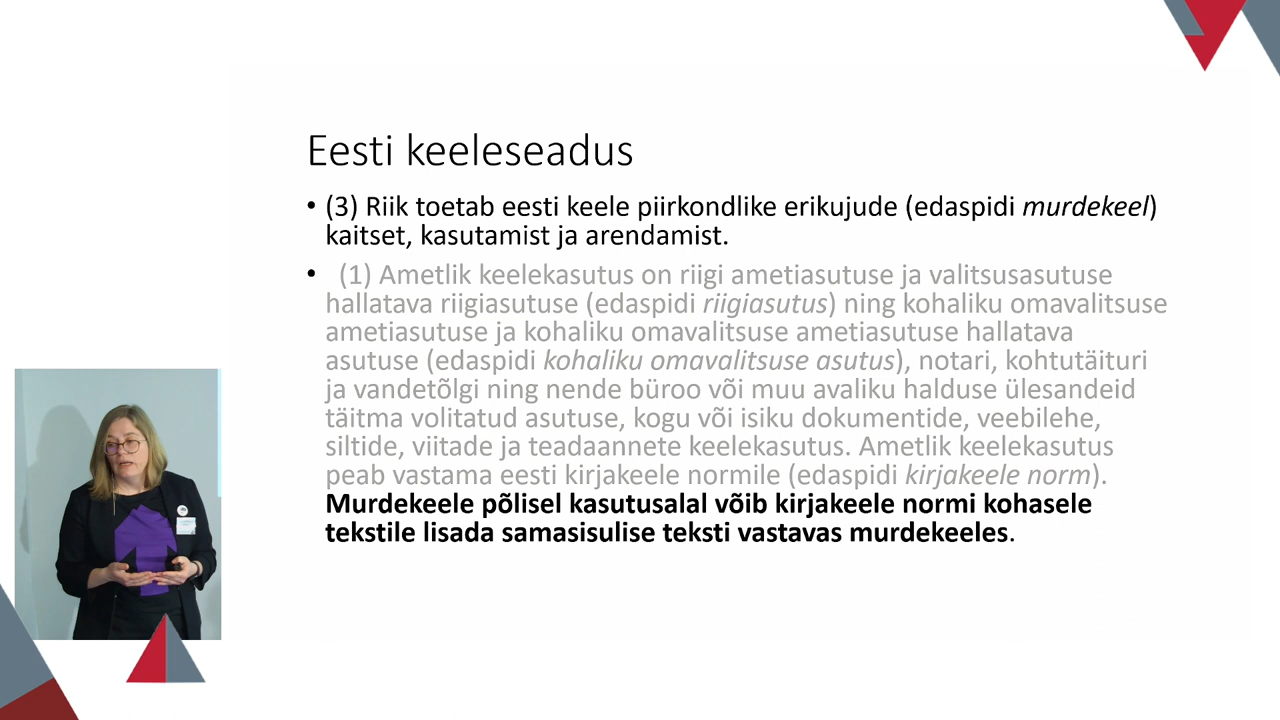 Eesti keeleseadus
• (3) Riik toetab eesti keele piirkondlike erikujude (edaspidi murdekeel)
kaitset, kasutamist ja arendamist.
• (1) Ametlik keelekasutus on riigi ametiasutuse ja valitsusasutuse
hallatava riigiasutuse (edaspidi riigiasutus) ning kohaliku omavalitsuse
ametiasutuse ja kohaliku omavalitsuse ametiasutuse hallatava
asutuse (edaspidi kohaliku omavalitsuse asutus), notari, kohtutäituri
ja vandetõlgi ning nende büroo või muu avaliku halduse ülesandeid
täitma volitatud asutuse, kogu või isiku dokumentide, veebilehe,
siltide, viitade ja teadaannete keelekasutus. Ametlik keelekasutus
peab vastama eesti kirjakeele normile (edaspidi kirjakeele norm).
Murdekeele põlisel kasutusalal võib kirjakeele normi kohasele
tekstile lisada samasisulise teksti vastavas murdekeeles.